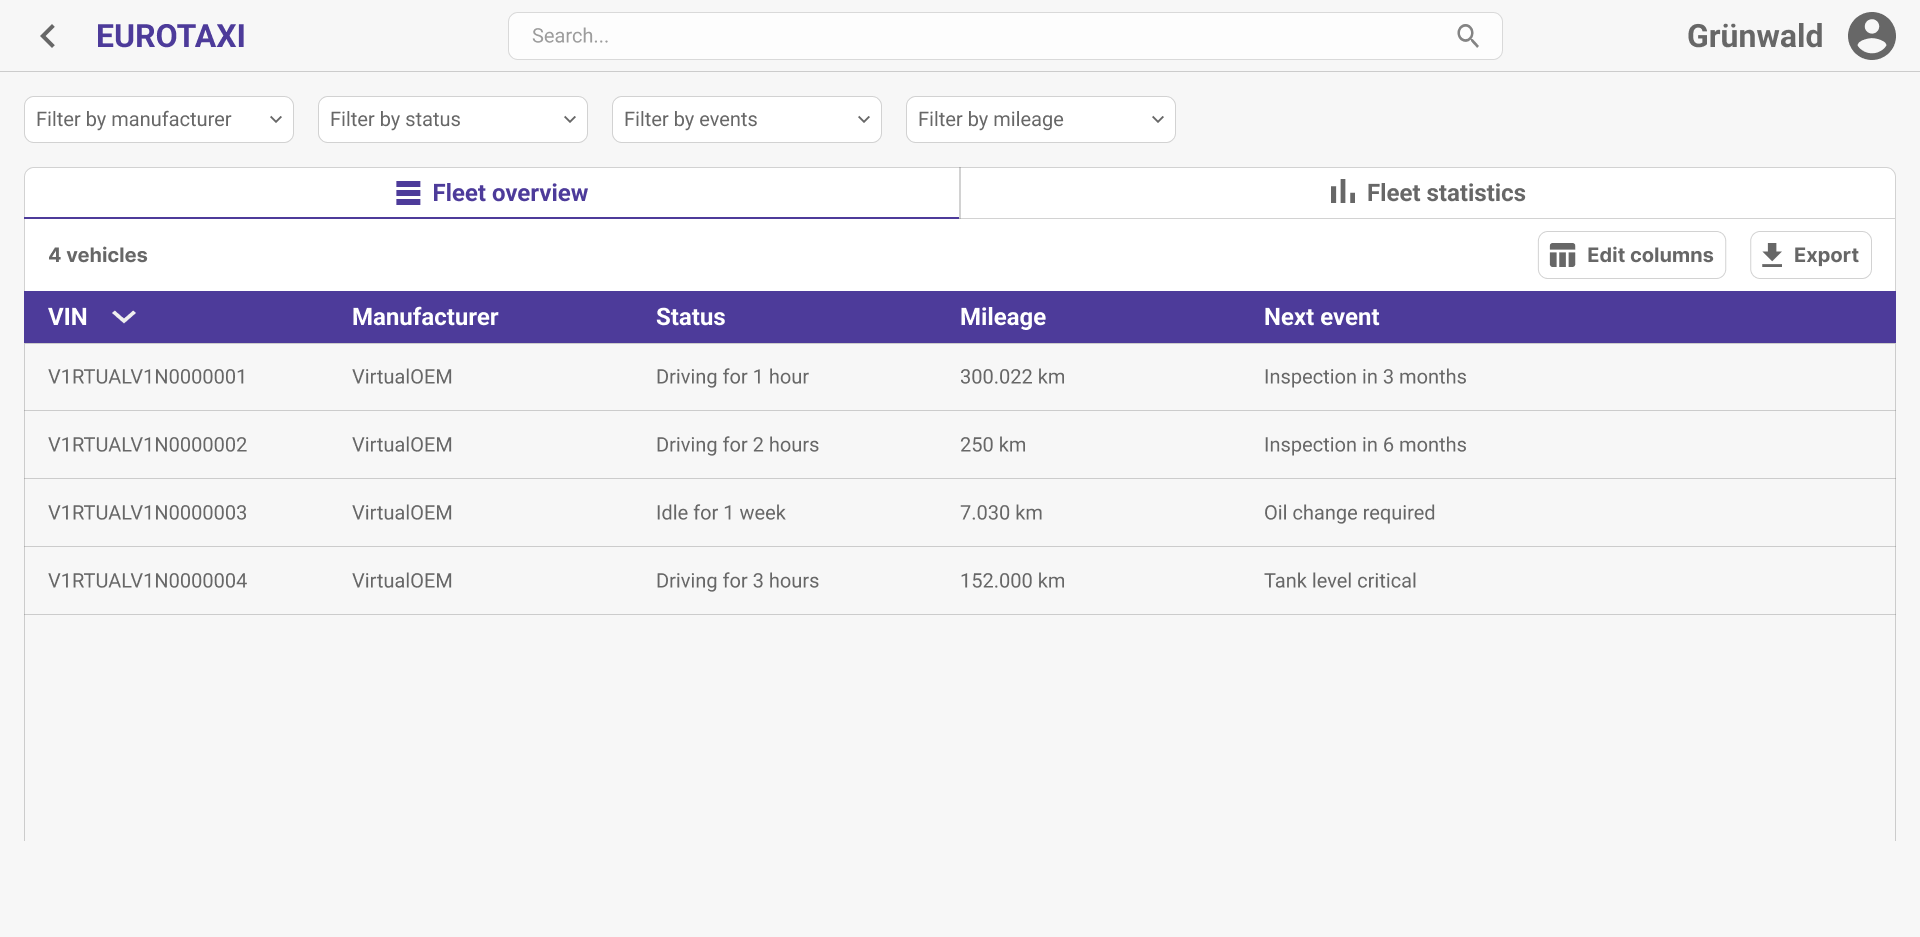 EUROTAXI
Search...
Grünwald
Filter by manufacturer
Filter by status
Filter by events
Filter by mileage
Fleet overview
Fleet statistics
4 vehicles
Edit columns
Export
VIN Manufacturer Status Mileage Next event
V1RTUALV1N0000001 VirtualOEM Driving for 1 hour 300.022 km Inspection in 3 months
V1RTUALV1N0000002 VirtualOEM Driving for 2 hours 250 km Inspection in 6 months
V1RTUALV1N0000003 VirtualOEM Idle for 1 week 7.030 km Oil change required
V1RTUALV1N0000004 VirtualOEM Driving for 3 hours 152.000 km Tank level critical